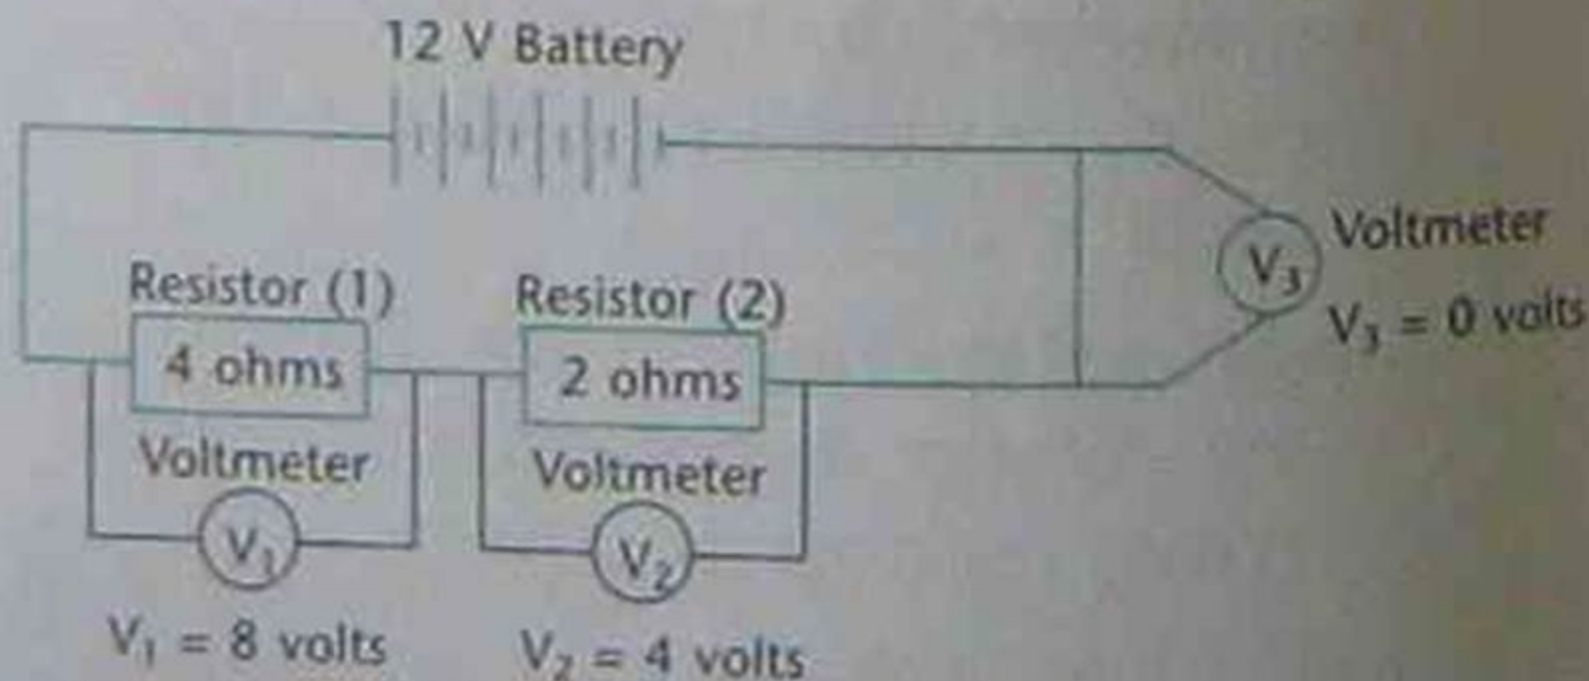 12 V Battery
Resistor (1)
4 ohms
Voltmeter
V₁
V₁ = 8 volts
Resistor (2)
2 ohms
Voltmeter
V₂
V₂ = 4 volts
Voltmeter
V₃
V₃ = 0 volts